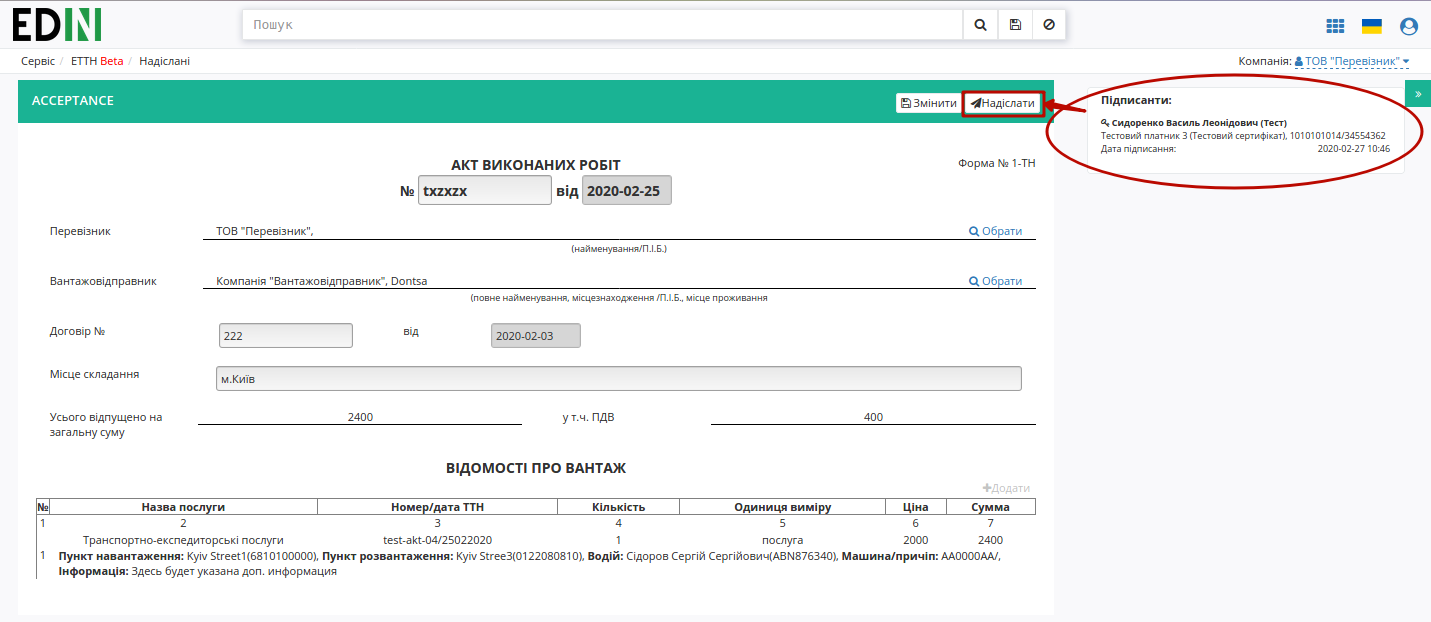 EDIN
Пошук
Сервіс / ЕТТН Beta / Надіслані
Компанія: ТОВ "Перевізник"
ACCEPTANCE
Змінити
Надіслати
»
Підписанти:
Сидоренко Василь Леонідович (Тест)
Тестовий платник 3 (Тестовий сертифікат), 1010101014/34554362
Дата підписання: 2020-02-27 10:46
АКТ ВИКОНАНИХ РОБІТ
Форма № 1-ТН
№ txzxzx від 2020-02-25
Перевізник ТОВ "Перевізник", Обрати
(найменування/П.І.Б.)
Вантажовідправник Компанія "Вантажовідправник", Dontsa Обрати
(повне найменування, місцезнаходження /П.І.Б., місце проживання
Договір № 222 від 2020-02-03
Місце складання м.Київ
Усього відпущено на 2400 у т.ч. ПДВ 400
загальну суму
ВІДОМОСТІ ПРО ВАНТАЖ
Додати
№ Назва послуги Номер/дата ТТН Кількість Одиниця виміру Ціна Сумма
1 2 3 4 5 6 7
Транспортно-експедиторські послуги test-akt-04/25022020 1 послуга 2000 2400
1 Пункт навантаження: Kyiv Street1(6810100000), Пункт розвантаження: Kyiv Stree3(0122080810), Водій: Сідоров Сергій Сергійович(ABN876340), Машина/причіп: AA0000AA/,
Інформація: Здесь будет указана доп. информация